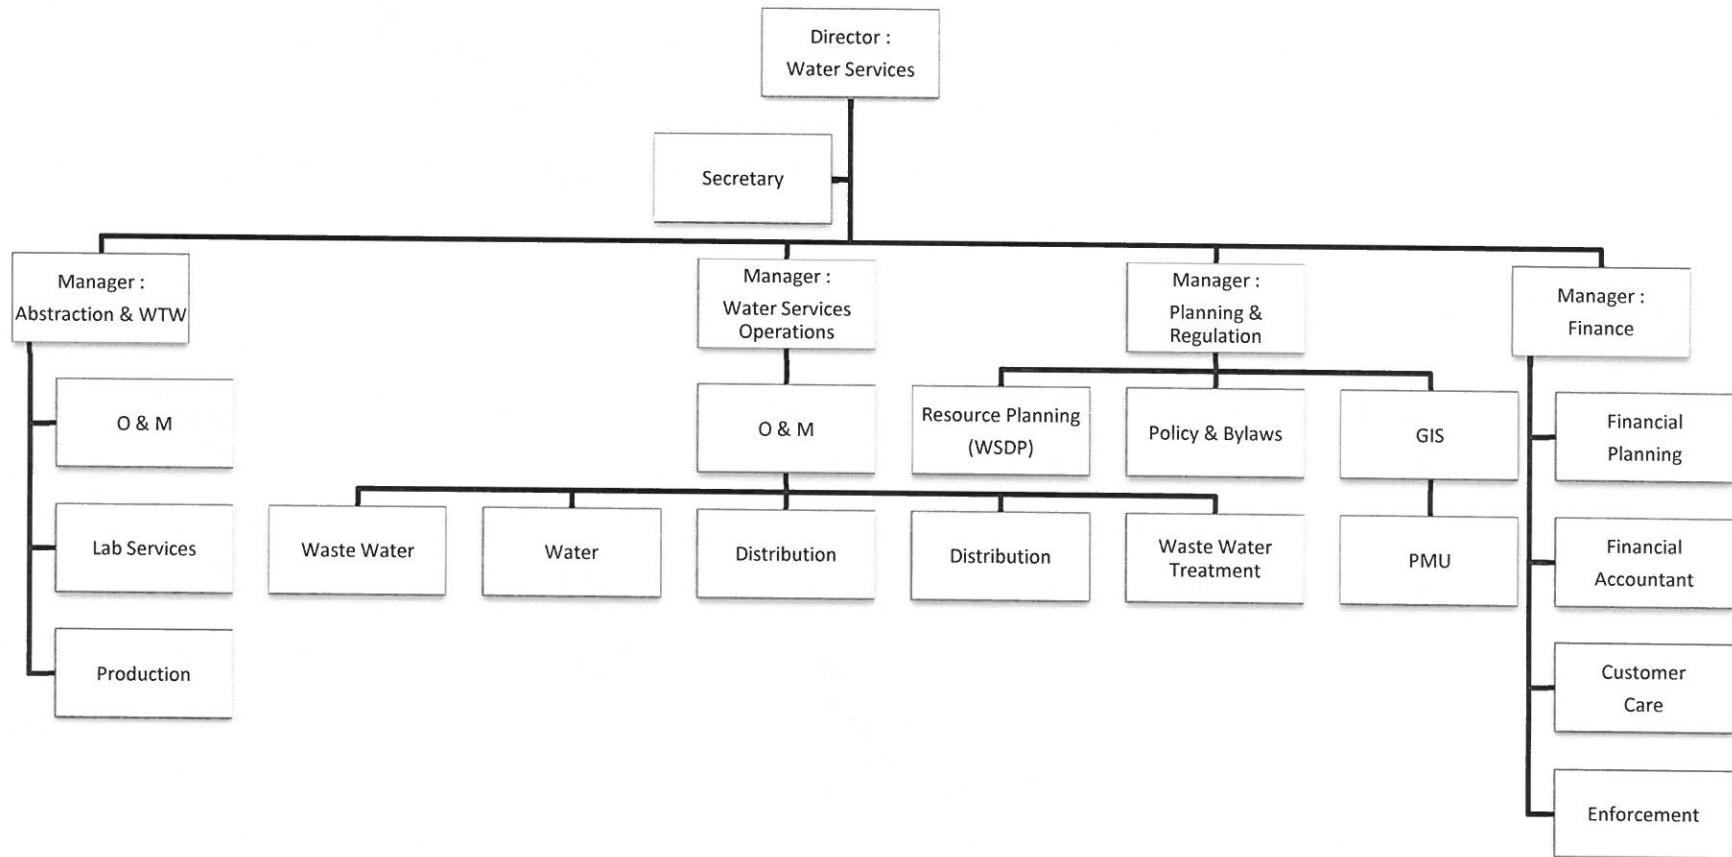 Director :
Water Services
Secretary
Manager :
Abstraction & WTW
Manager :
Water Services
Operations
Manager :
Planning &
Regulation
Manager :
Finance
O & M
Lab Services
Production
O & M
Waste Water
Water
Distribution
Distribution
Waste Water
Treatment
Resource Planning
(WSDP)
Policy & Bylaws
GIS
PMU
Financial
Planning
Financial
Accountant
Customer
Care
Enforcement